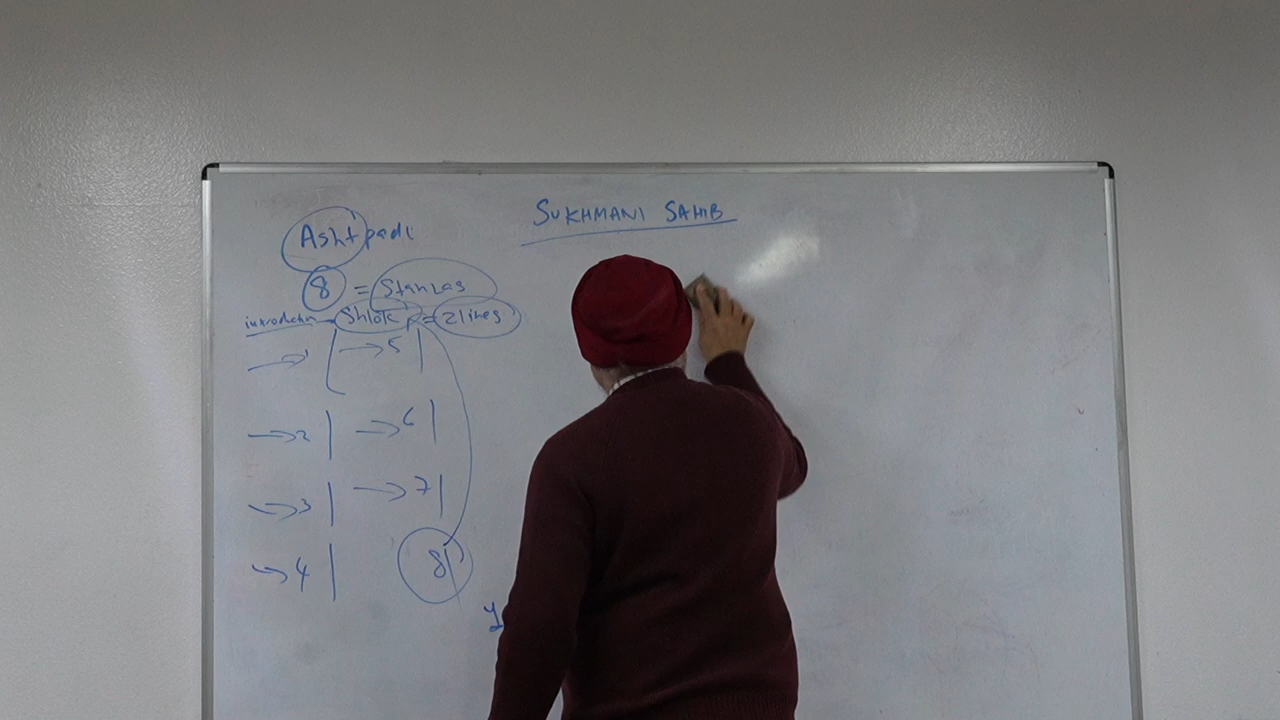 SUKHMANI SAHIB
Ashtpadi
8 = Stanzas
introduction Shlok = 2 lines
1 5
2 6
3 7
4 8